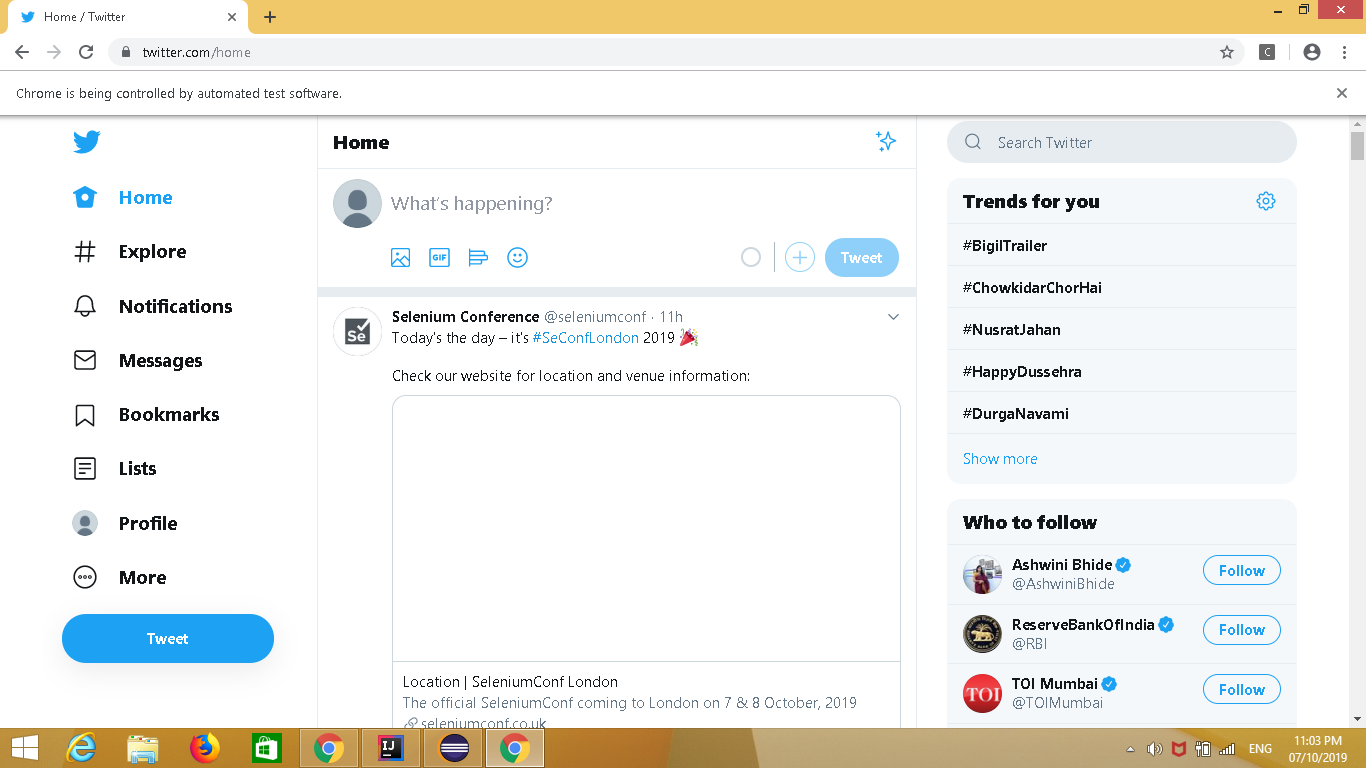 Home / Twitter
twitter.com/home
C
Chrome is being controlled by automated test software.
Home
Explore
Notifications
Messages
Bookmarks
Lists
Profile
More
Tweet
Home
What's happening?
GIF
Tweet
Se
Selenium Conference @seleniumconf · 11h
Today's the day – it's #SeConfLondon 2019 🎉
Check our website for location and venue information:
Location | SeleniumConf London
The official SeleniumConf coming to London on 7 & 8 October, 2019
seleniumconf.co.uk
Search Twitter
Trends for you
#BigilTrailer
#ChowkidarChorHai
#NusratJahan
#HappyDussehra
#DurgaNavami
Show more
Who to follow
Ashwini Bhide
@AshwiniBhide
Follow
ReserveBankOfIndia
@RBI
Follow
TOI
TOI Mumbai
@TOIMumbai
Follow
IJ
ENG
11:03 PM
07/10/2019